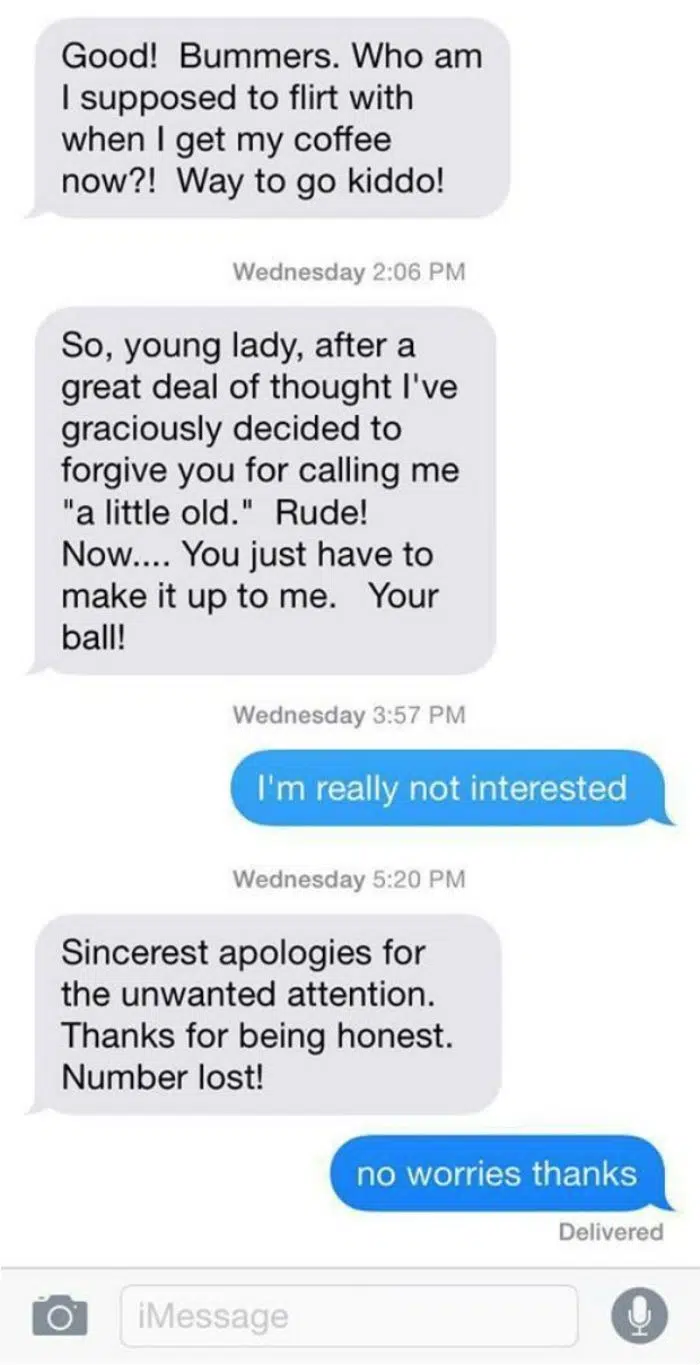 Good!  Bummers. Who am
I supposed to flirt with
when I get my coffee
now?!  Way to go kiddo!
Wednesday 2:06 PM
So, young lady, after a
great deal of thought I've
graciously decided to
forgive you for calling me
"a little old."  Rude!
Now.... You just have to
make it up to me.   Your
ball!
Wednesday 3:57 PM
I'm really not interested
Wednesday 5:20 PM
Sincerest apologies for
the unwanted attention.
Thanks for being honest.
Number lost!
no worries thanks
Delivered
iMessage